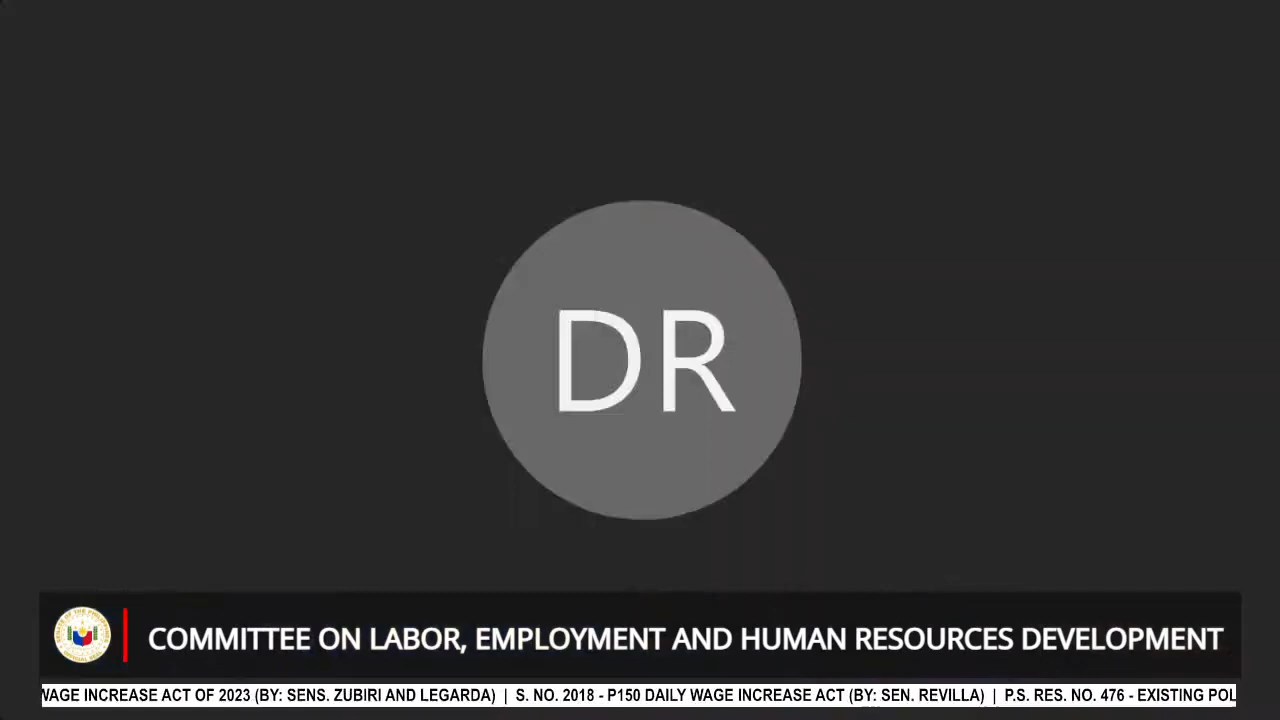 DR
COMMITTEE ON LABOR, EMPLOYMENT AND HUMAN RESOURCES DEVELOPMENT
WAGE INCREASE ACT OF 2023 (BY: SENS. ZUBIRI AND LEGARDA) | S. NO. 2018 - P150 DAILY WAGE INCREASE ACT (BY: SEN. REVILLA) | P.S. RES. NO. 476 - EXISTING